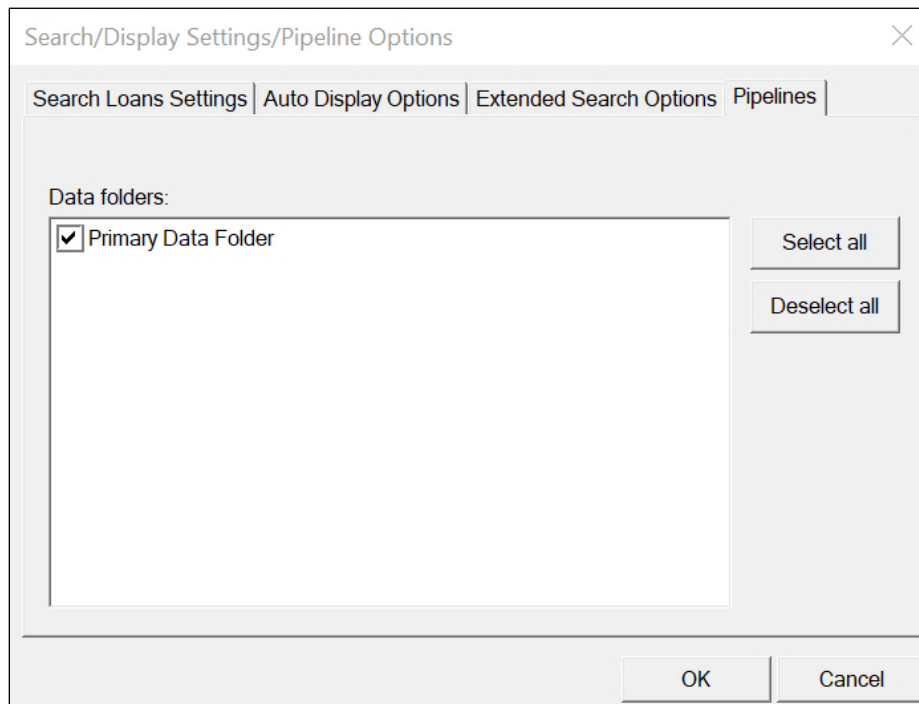 Search/Display Settings/Pipeline Options
Search Loans Settings Auto Display Options Extended Search Options Pipelines
Data folders:
Primary Data Folder
Select all
Deselect all
OK Cancel